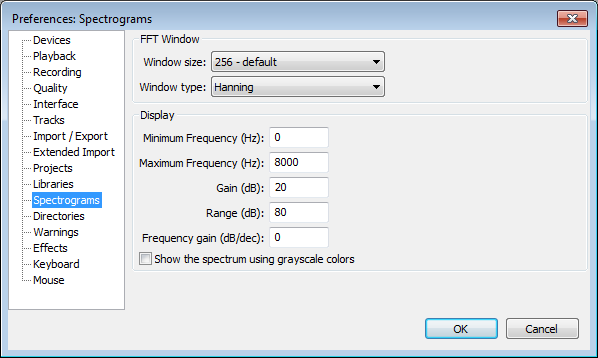 Preferences: Spectrograms
Devices
Playback
Recording
Quality
Interface
Tracks
Import / Export
Extended Import
Projects
Libraries
Spectrograms
Directories
Warnings
Effects
Keyboard
Mouse
FFT Window
Window size: 256 - default
Window type: Hanning
Display
Minimum Frequency (Hz): 0
Maximum Frequency (Hz): 8000
Gain (dB): 20
Range (dB): 80
Frequency gain (dB/dec): 0
Show the spectrum using grayscale colors
OK Cancel